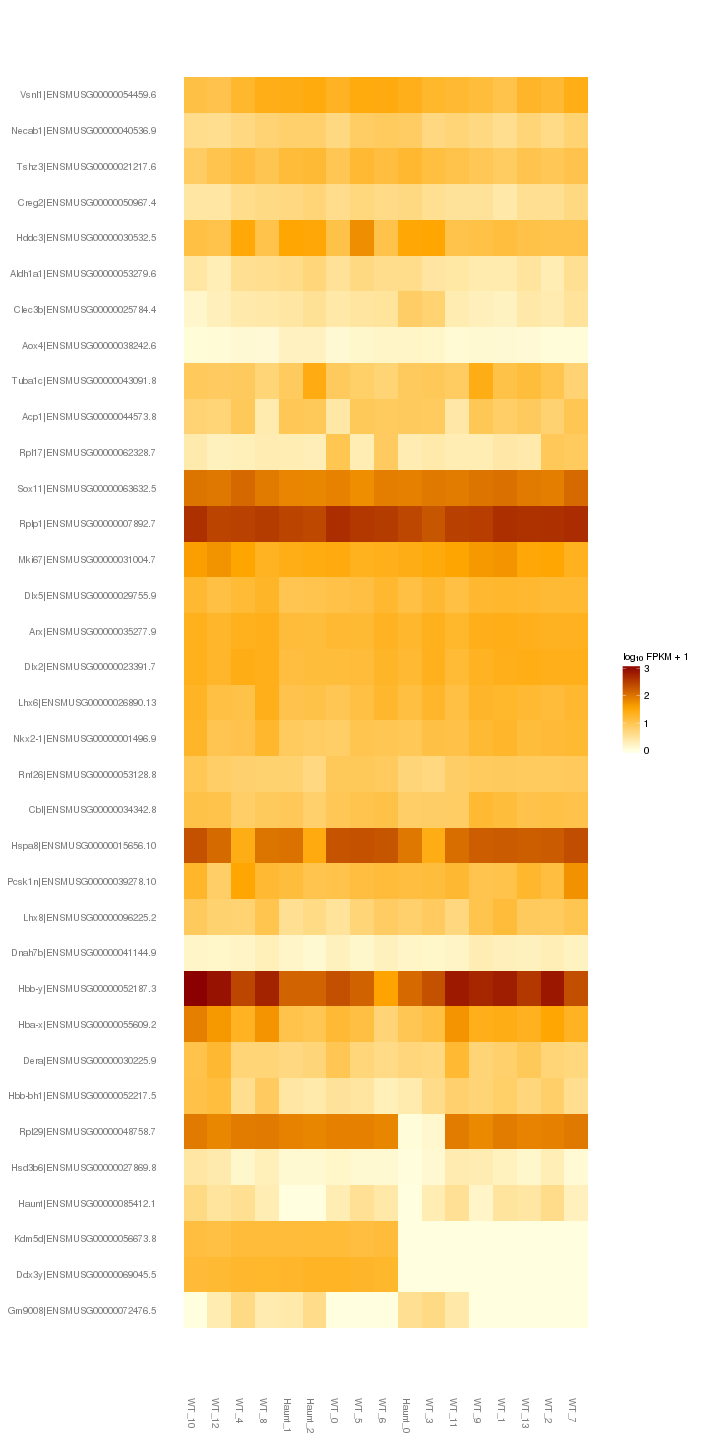 Vsnl1|ENSMUSG00000054459.6
Necab1|ENSMUSG00000040536.9
Tshz3|ENSMUSG00000021217.6
Creg2|ENSMUSG00000050967.4
Hddc3|ENSMUSG00000030532.5
Aldh1a1|ENSMUSG00000053279.6
Clec3b|ENSMUSG00000025784.4
Aox4|ENSMUSG00000038242.6
Tuba1c|ENSMUSG00000043091.8
Acp1|ENSMUSG00000044573.8
Rpl17|ENSMUSG00000062328.7
Sox11|ENSMUSG00000063632.5
Rplp1|ENSMUSG00000007892.7
Mki67|ENSMUSG00000031004.7
Dlx5|ENSMUSG00000029755.9
Arx|ENSMUSG00000035277.9
Dlx2|ENSMUSG00000023391.7
Lhx6|ENSMUSG00000026890.13
Nkx2-1|ENSMUSG00000001496.9
Rnf26|ENSMUSG00000053128.8
Cbl|ENSMUSG00000034342.8
Hspa8|ENSMUSG00000015656.10
Pcsk1n|ENSMUSG00000039278.10
Lhx8|ENSMUSG00000096225.2
Dnah7b|ENSMUSG00000041144.9
Hbb-y|ENSMUSG00000052187.3
Hba-x|ENSMUSG00000055609.2
Dera|ENSMUSG00000030225.9
Hbb-bh1|ENSMUSG00000052217.5
Rpl29|ENSMUSG00000048758.7
Hsd3b6|ENSMUSG00000027869.8
Haunt|ENSMUSG00000085412.1
Kdm5d|ENSMUSG00000056673.8
Ddx3y|ENSMUSG00000069045.5
Gm9008|ENSMUSG00000072476.5
log₁₀ FPKM + 1
3
2
1
0
WT_10
WT_12
WT_4
WT_8
Haunt_1
Haunt_2
WT_0
WT_5
WT_6
Haunt_0
WT_3
WT_11
WT_9
WT_1
WT_13
WT_2
WT_7